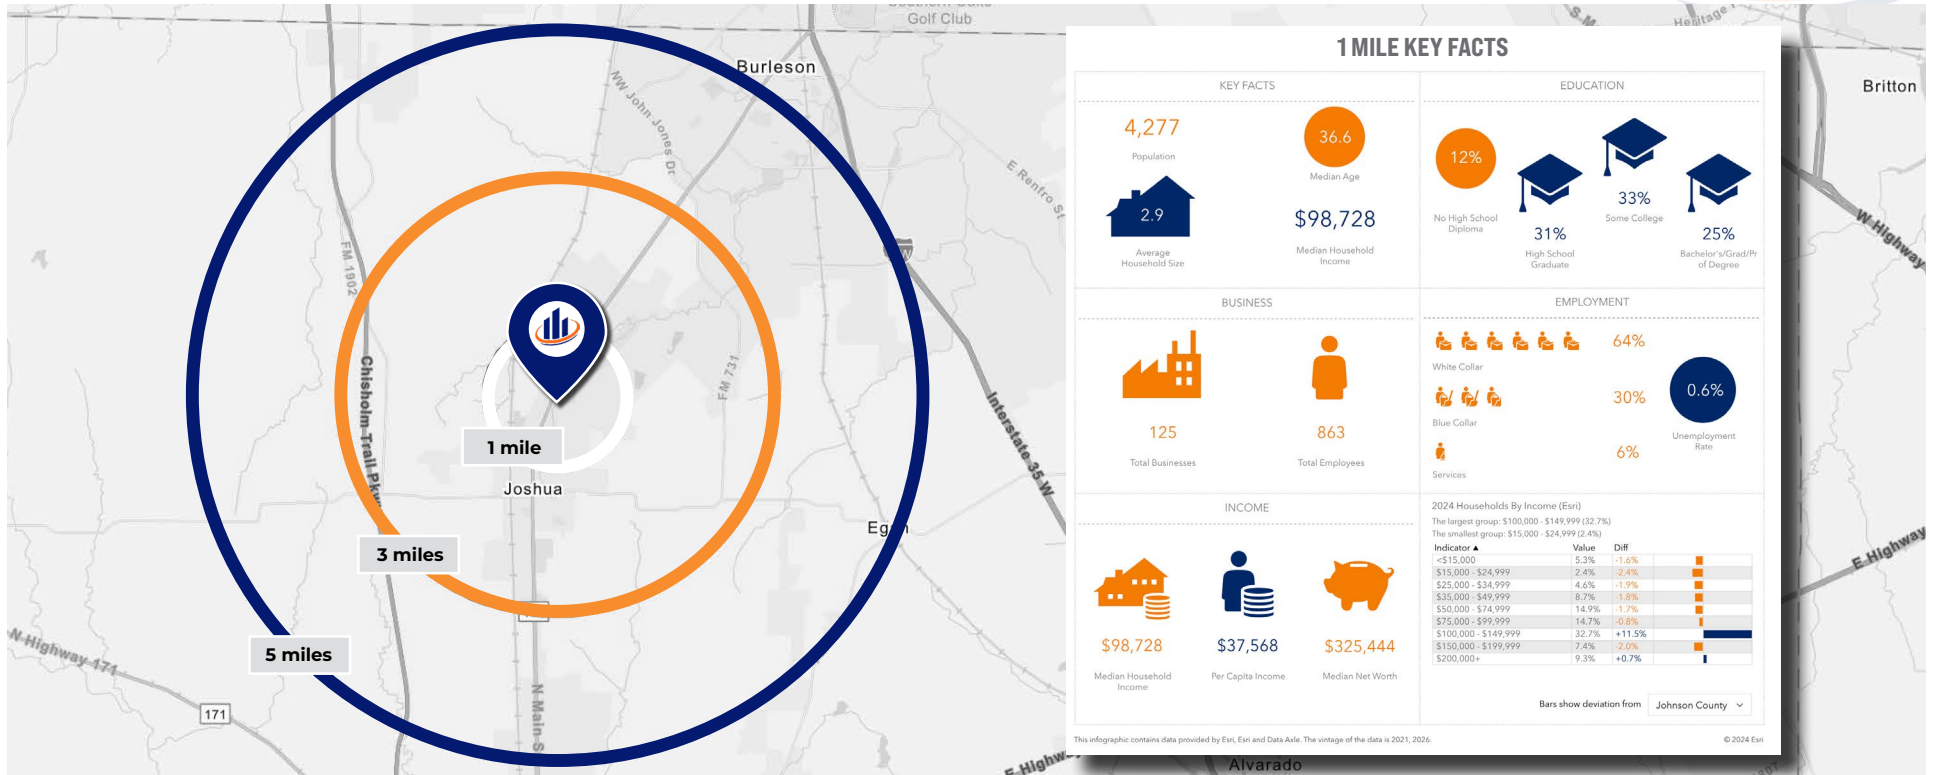 Golf Club
Burleson
NW John Jones Dr
E Renfro St
FM 1902
Chisholm Trail Pkwy
FM 731
Interstate 35 W
1 mile
Joshua
Egan
3 miles
5 miles
N Highway 171
171
N Main S
Heritage
S M
Britton
W Highway
E Highway
E Highw
Alvarado
1 MILE KEY FACTS
KEY FACTS
4,277
Population
36.6
Median Age
2.9
Average
Household Size
$98,728
Median Household
Income
EDUCATION
12%
No High School
Diploma
31%
High School
Graduate
33%
Some College
25%
Bachelor's/Grad/Pr
of Degree
BUSINESS
125
Total Businesses
863
Total Employees
EMPLOYMENT
64%
White Collar
30%
Blue Collar
6%
Services
0.6%
Unemployment
Rate
INCOME
$98,728
Median Household
Income
$37,568
Per Capita Income
$325,444
Median Net Worth
2024 Households By Income (Esri)
The largest group: $100,000 - $149,999 (32.7%)
The smallest group: $15,000 - $24,999 (2.4%)
Indicator ▲ Value Diff
<$15,000 5.3% -1.6%
$15,000 - $24,999 2.4% -2.4%
$25,000 - $34,999 4.6% -1.9%
$35,000 - $49,999 8.7% -1.8%
$50,000 - $74,999 14.9% -1.7%
$75,000 - $99,999 14.7% -0.8%
$100,000 - $149,999 32.7% +11.5%
$150,000 - $199,999 7.4% -2.0%
$200,000+ 9.3% +0.7%
Bars show deviation from Johnson County
This infographic contains data provided by Esri, Esri and Data Axle. The vintage of the data is 2021, 2026.
© 2024 Esri